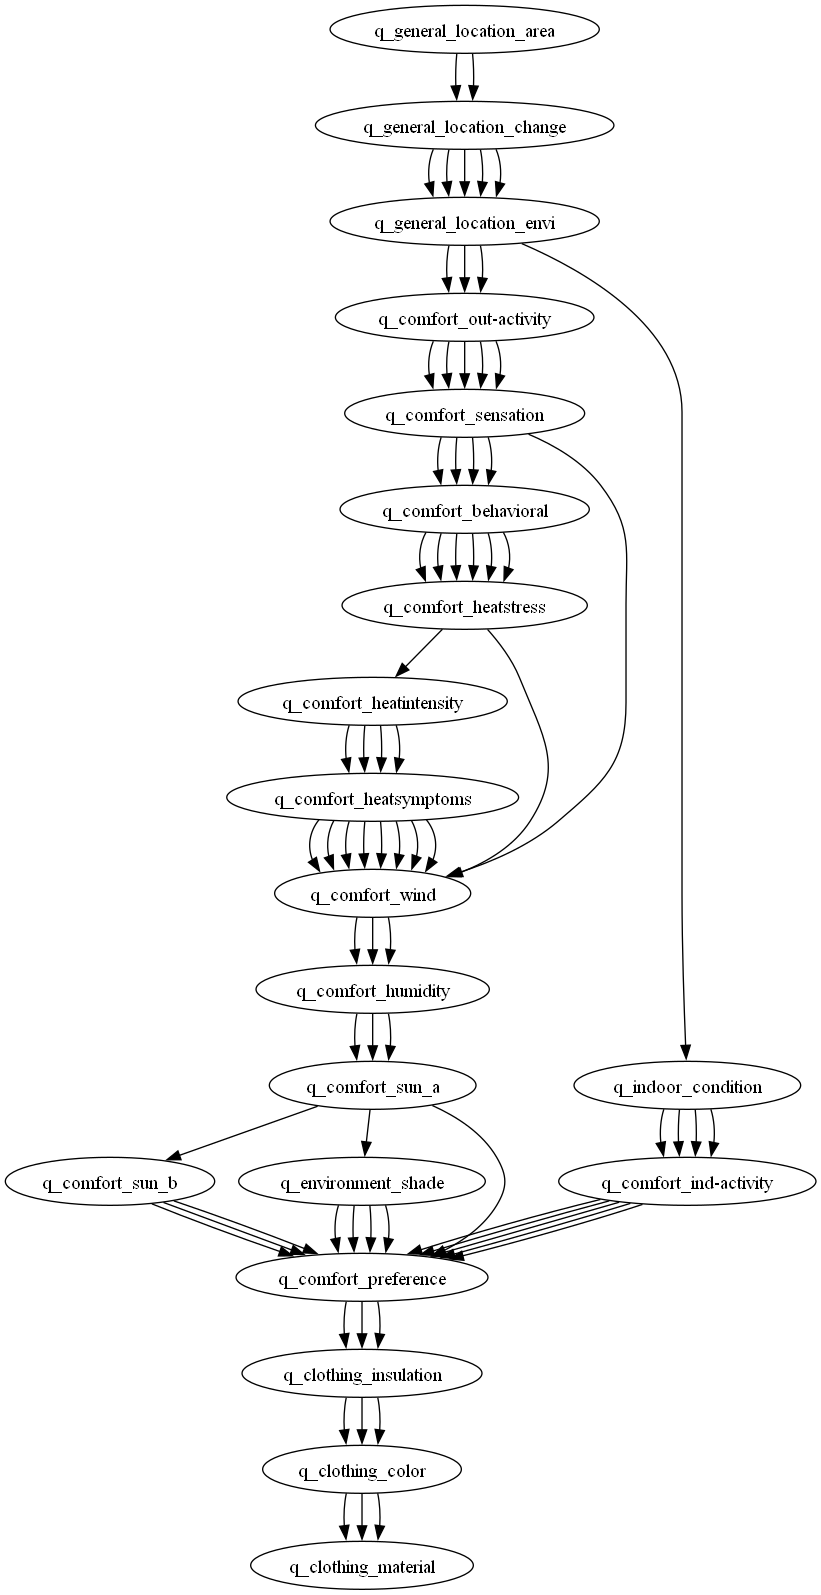 q_general_location_area
q_general_location_change
q_general_location_envi
q_comfort_out-activity
q_comfort_sensation
q_comfort_behavioral
q_comfort_heatstress
q_comfort_heatintensity
q_comfort_heatsymptoms
q_comfort_wind
q_comfort_humidity
q_comfort_sun_a
q_indoor_condition
q_comfort_sun_b
q_environment_shade
q_comfort_ind-activity
q_comfort_preference
q_clothing_insulation
q_clothing_color
q_clothing_material